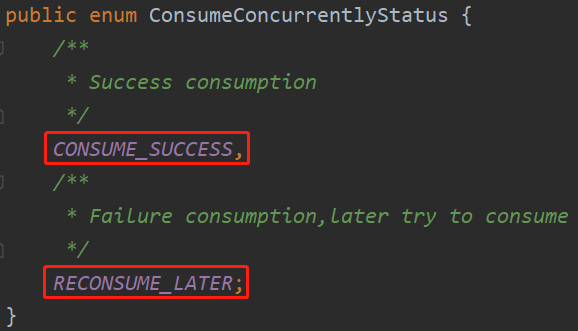 public enum ConsumeConcurrentlyStatus {
/**
* Success consumption
*/
CONSUME_SUCCESS,
/**
* Failure consumption,later try to consume
*/
RECONSUME_LATER;
}